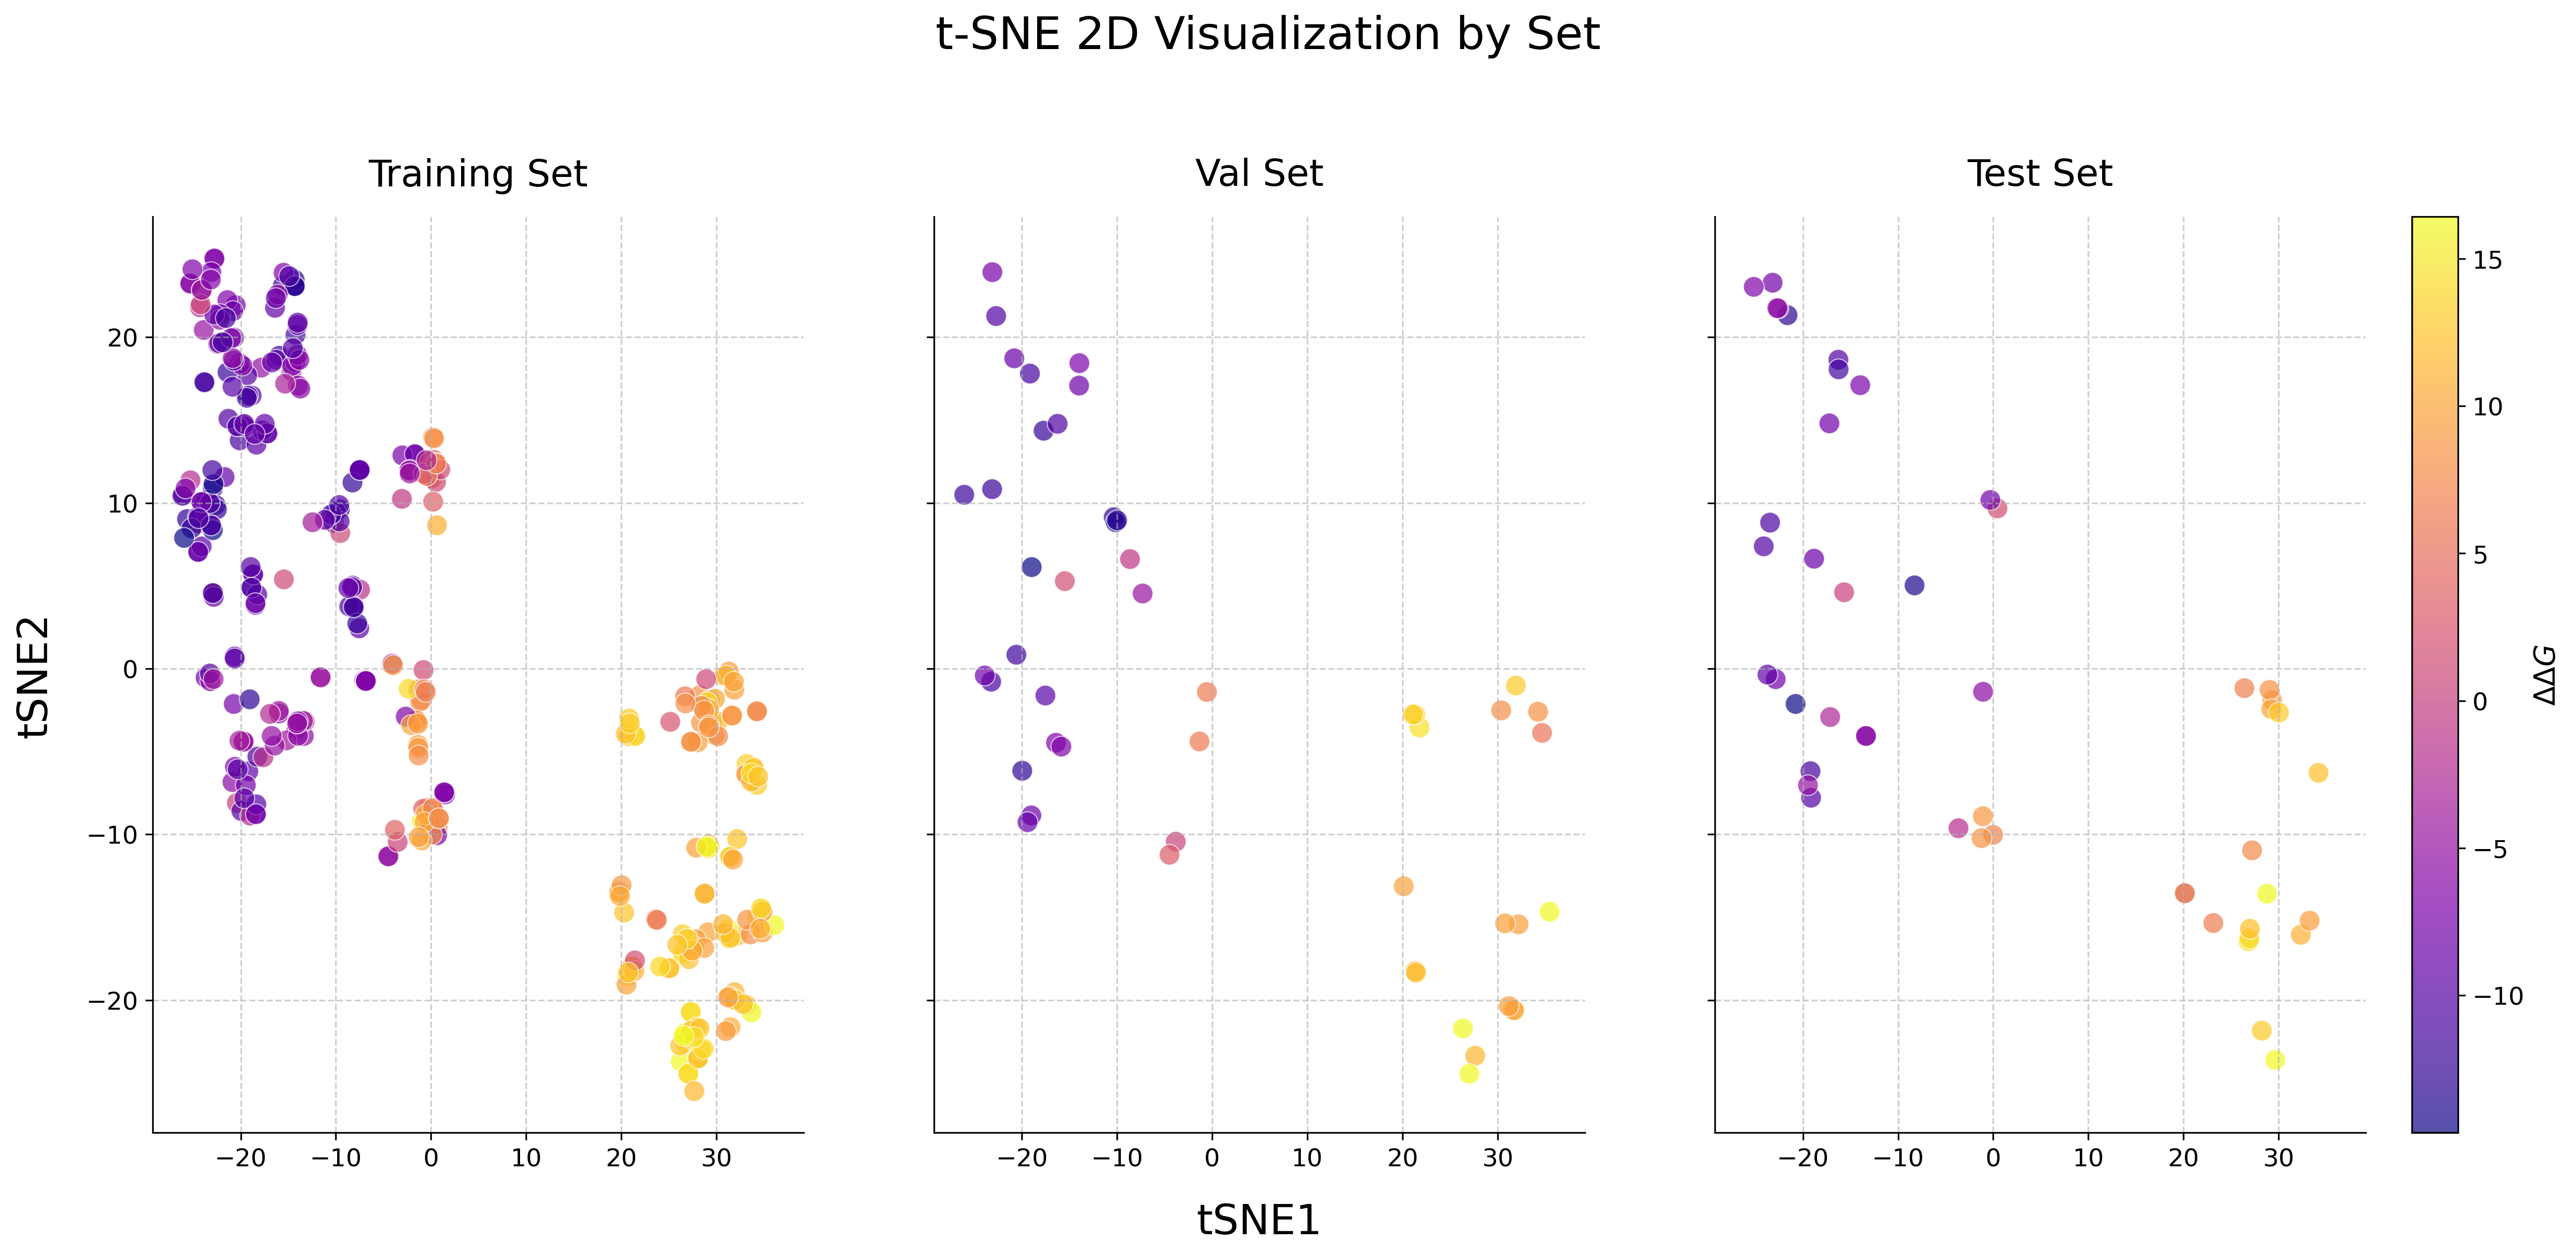 t-SNE 2D Visualization by Set
Training Set
Val Set
Test Set
tSNE2
20
10
0
−10
−20
−20 −10 0 10 20 30
−20 −10 0 10 20 30
−20 −10 0 10 20 30
tSNE1
15
10
5
0
−5
−10
ΔΔG